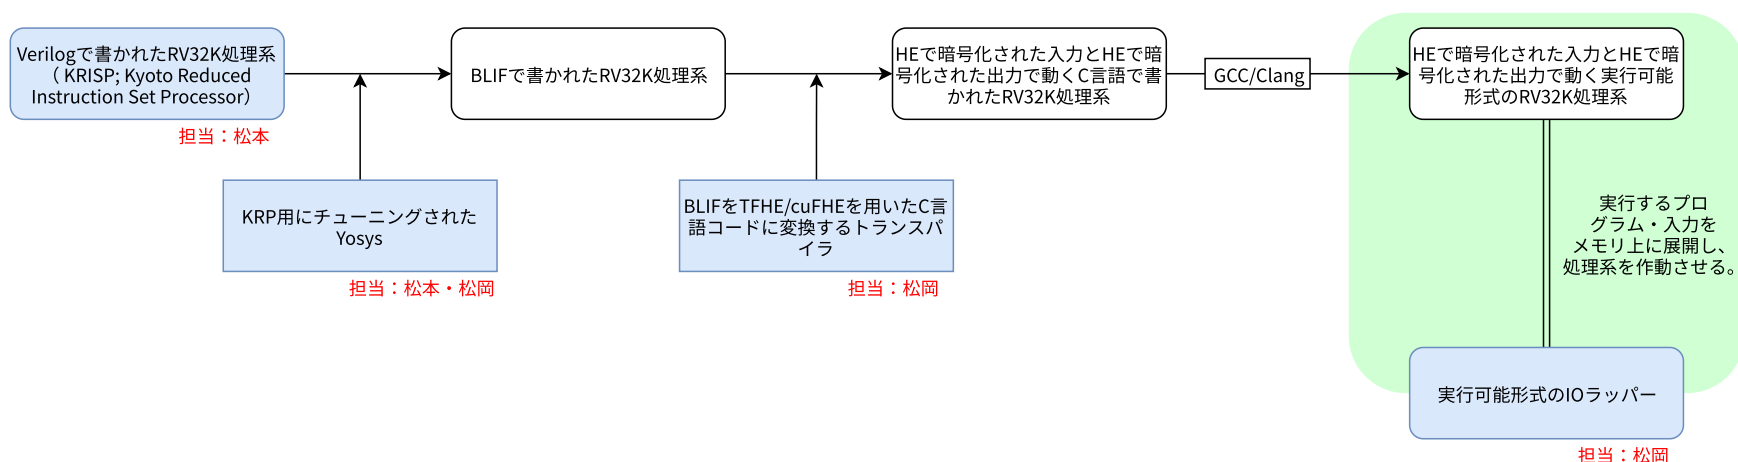 Verilogで書かれたRV32K処理系
（ KRISP; Kyoto Reduced
Instruction Set Processor）
担当：松本
BLIFで書かれたRV32K処理系
HEで暗号化された入力とHEで暗
号化された出力で動くC言語で書
かれたRV32K処理系
GCC/Clang
HEで暗号化された入力とHEで暗
号化された出力で動く実行可能
形式のRV32K処理系
KRP用にチューニングされた
Yosys
担当：松本・松岡
BLIFをTFHE/cuFHEを用いたC言
語コードに変換するトランスパ
イラ
担当：松岡
実行するプロ
グラム・入力を
メモリ上に展開し、
処理系を作動させる。
実行可能形式のIOラッパー
担当：松岡